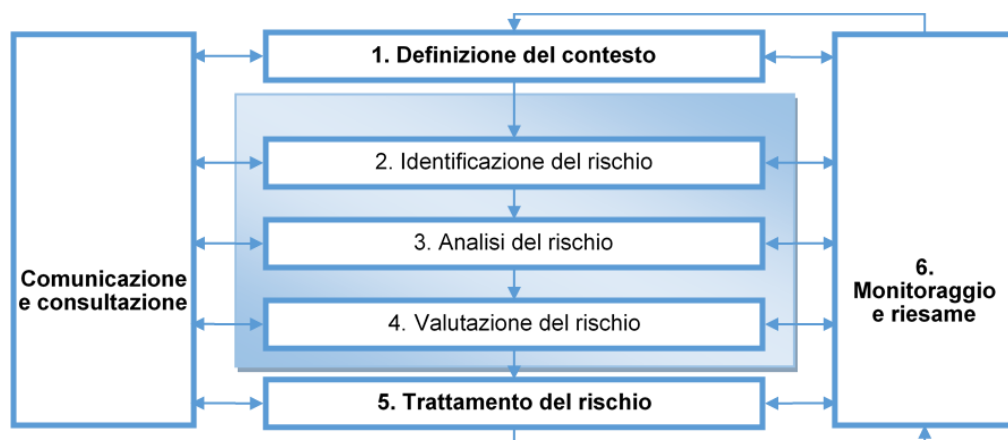 1. Definizione del contesto
2. Identificazione del rischio
3. Analisi del rischio
4. Valutazione del rischio
5. Trattamento del rischio
Comunicazione
e consultazione
6.
Monitoraggio
e riesame